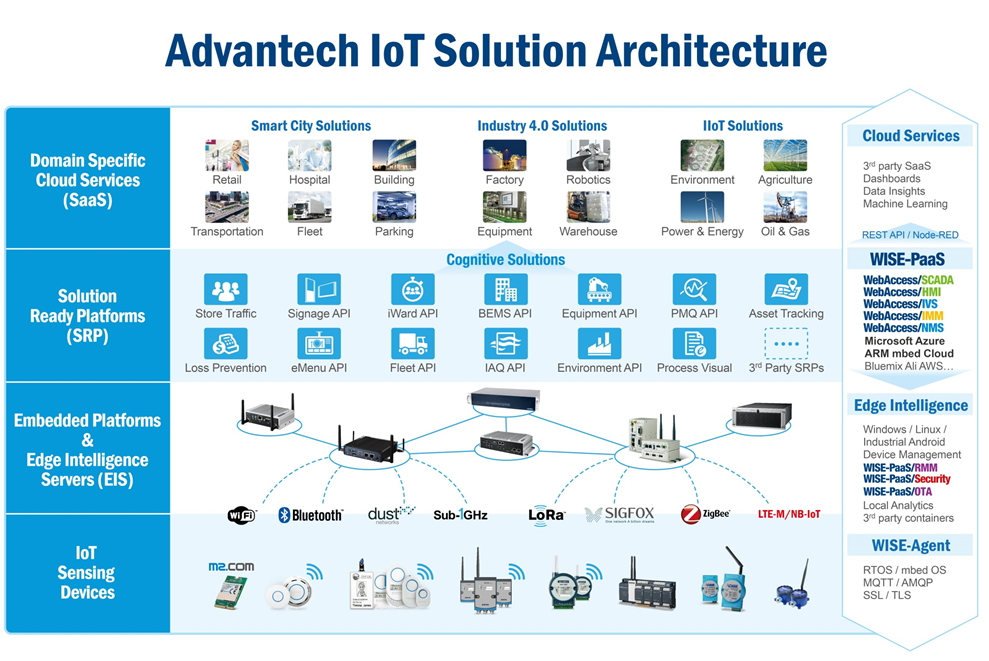 Advantech IoT Solution Architecture
Domain Specific
Cloud Services
(SaaS)
Smart City Solutions
Industry 4.0 Solutions
IIoT Solutions
Retail
Hospital
Building
Factory
Robotics
Environment
Agriculture
Transportation
Fleet
Parking
Equipment
Warehouse
Power & Energy
Oil & Gas
Solution
Ready Platforms
(SRP)
Cognitive Solutions
Store Traffic
Signage API
iWard API
BEMS API
Equipment API
PMQ API
Asset Tracking
Loss Prevention
eMenu API
Fleet API
IAQ API
Environment API
Process Visual
3rd Party SRPs
Embedded Platforms
&
Edge Intelligence
Servers (EIS)
WiFi
Bluetooth
dust
networks
Sub-1GHz
LoRa
SIGFOX
One network A billion dreams
ZigBee
LTE-M/NB-IoT
IoT
Sensing
Devices
M2.COM
Cloud Services
3rd party SaaS
Dashboards
Data Insights
Machine Learning
REST API / Node-RED
WISE-PaaS
WebAccess/SCADA
WebAccess/HMI
WebAccess/IVS
WebAccess/IMM
WebAccess/NMS
Microsoft Azure
ARM mbed Cloud
Bluemix Ali AWS...
Edge Intelligence
Windows / Linux /
Industrial Android
Device Management
WISE-PaaS/RMM
WISE-PaaS/Security
WISE-PaaS/OTA
Local Analytics
3rd party containers
WISE-Agent
RTOS / mbed OS
MQTT / AMQP
SSL / TLS